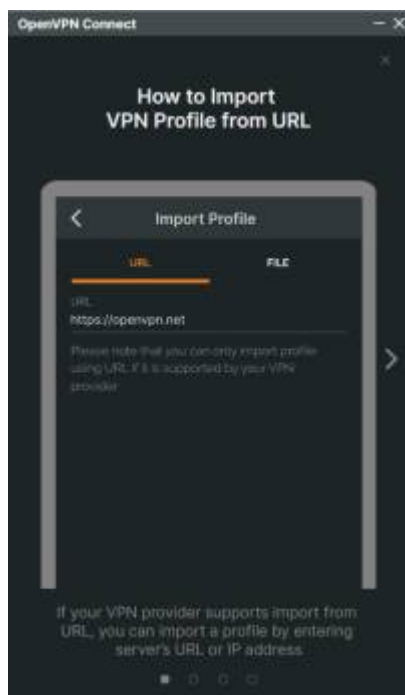 OpenVPN Connect
How to Import
VPN Profile from URL
Import Profile
URL
FILE
URL
https://openvpn.net
Please note that you can only import profile
using URL if it is supported by your VPN
provider
If your VPN provider supports import from
URL, you can import a profile by entering
server's URL or IP address